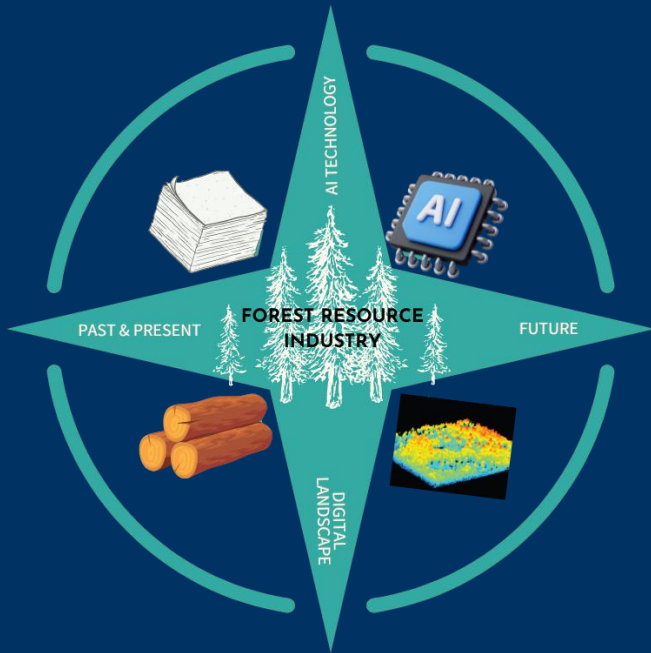 AI TECHNOLOGY
AI
PAST & PRESENT
FOREST RESOURCE
INDUSTRY
FUTURE
DIGITAL
LANDSCAPE